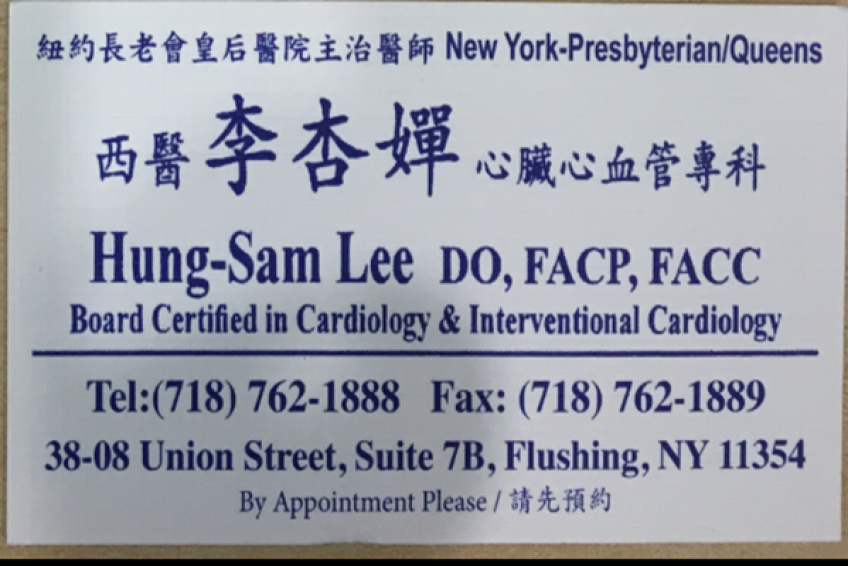 紐約長老會皇后醫院主治醫師 New York-Presbyterian/Queens
西醫 李杏嬋 心臟心血管專科
Hung-Sam Lee DO, FACP, FACC
Board Certified in Cardiology & Interventional Cardiology
Tel:(718) 762-1888 Fax: (718) 762-1889
38-08 Union Street, Suite 7B, Flushing, NY 11354
By Appointment Please / 請先預約